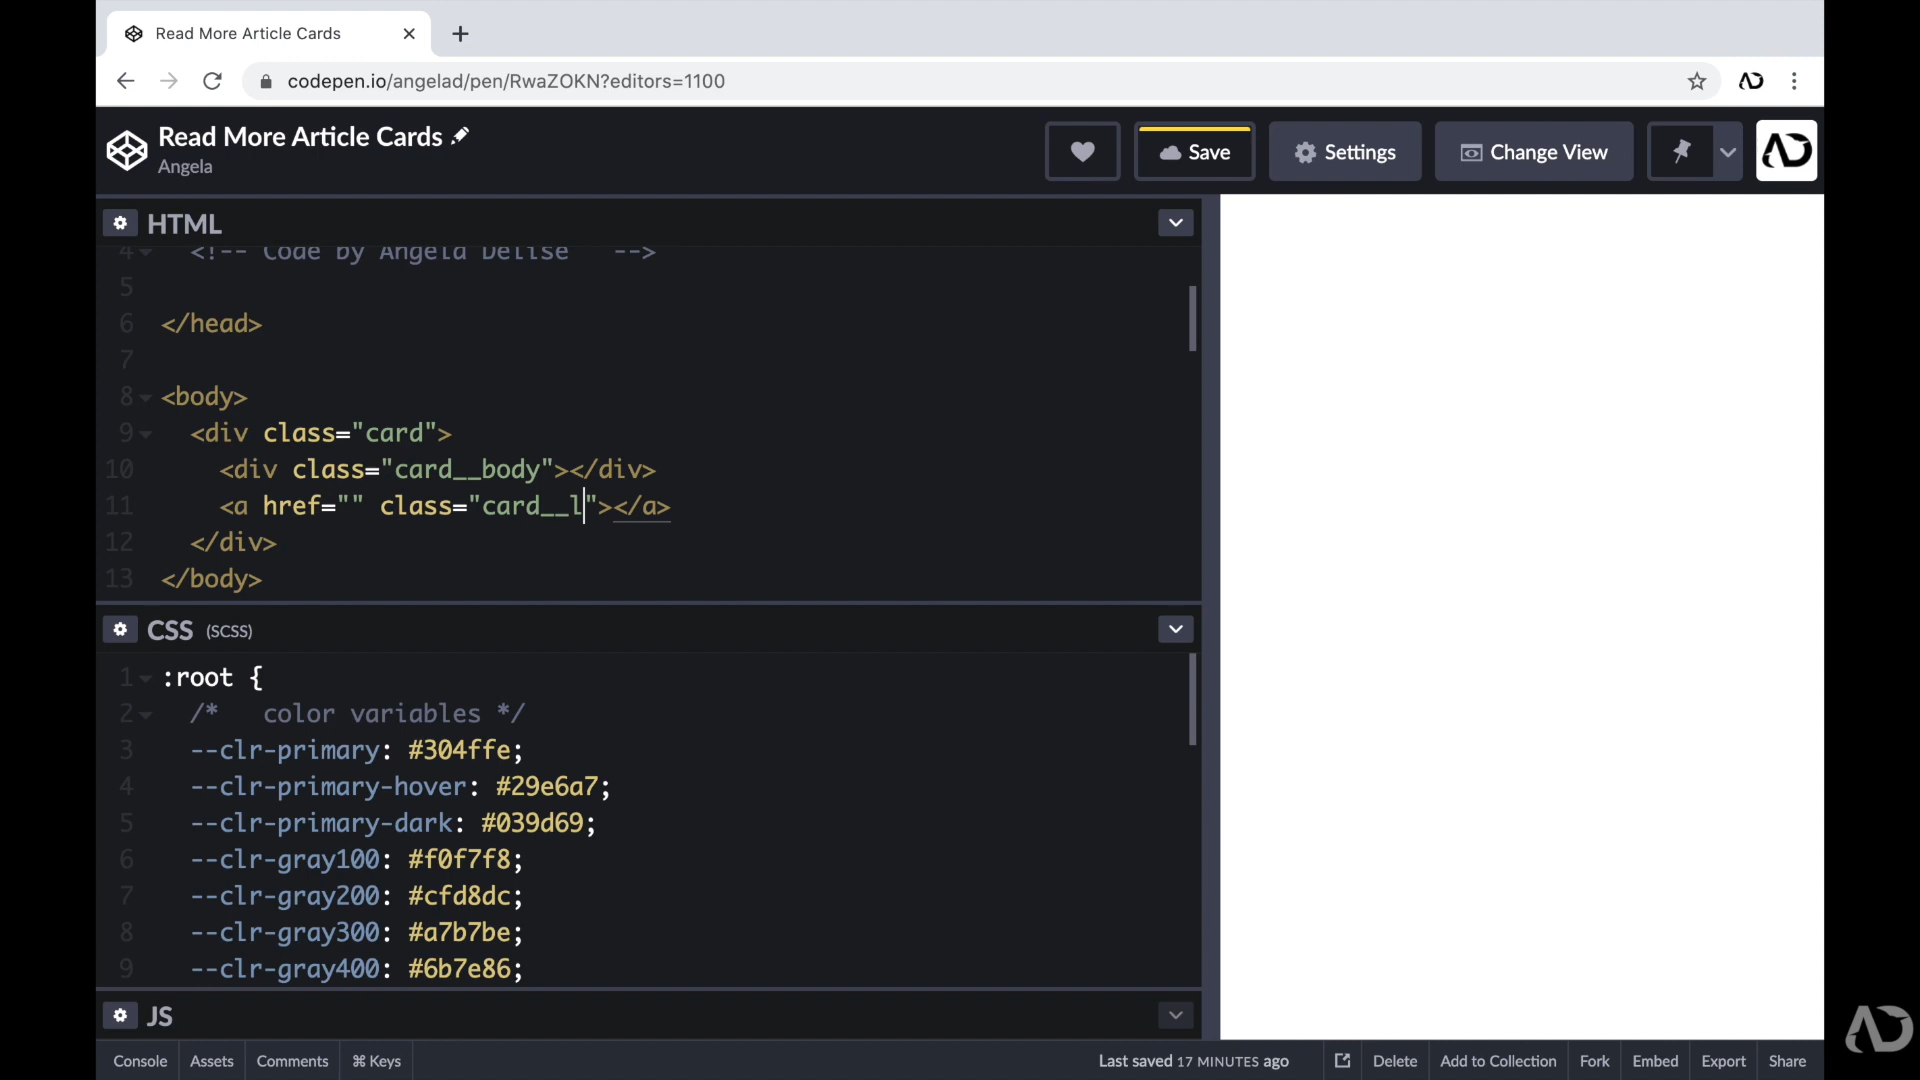 Read More Article Cards
codepen.io/angelad/pen/RwaZOKN?editors=1100
Read More Article Cards
Angela
Save
Settings
Change View
HTML
4 <!-- Code by Angela Delise -->
5
6 </head>
7
8 <body>
9 <div class="card">
10 <div class="card__body"></div>
11 <a href="" class="card__l"></a>
12 </div>
13 </body>
CSS (SCSS)
1 :root {
2 /* color variables */
3 --clr-primary: #304ffe;
4 --clr-primary-hover: #29e6a7;
5 --clr-primary-dark: #039d69;
6 --clr-gray100: #f0f7f8;
7 --clr-gray200: #cfd8dc;
8 --clr-gray300: #a7b7be;
9 --clr-gray400: #6b7e86;
JS
Console Assets Comments ⌘ Keys Last saved 17 MINUTES ago Delete Add to Collection Fork Embed Export Share